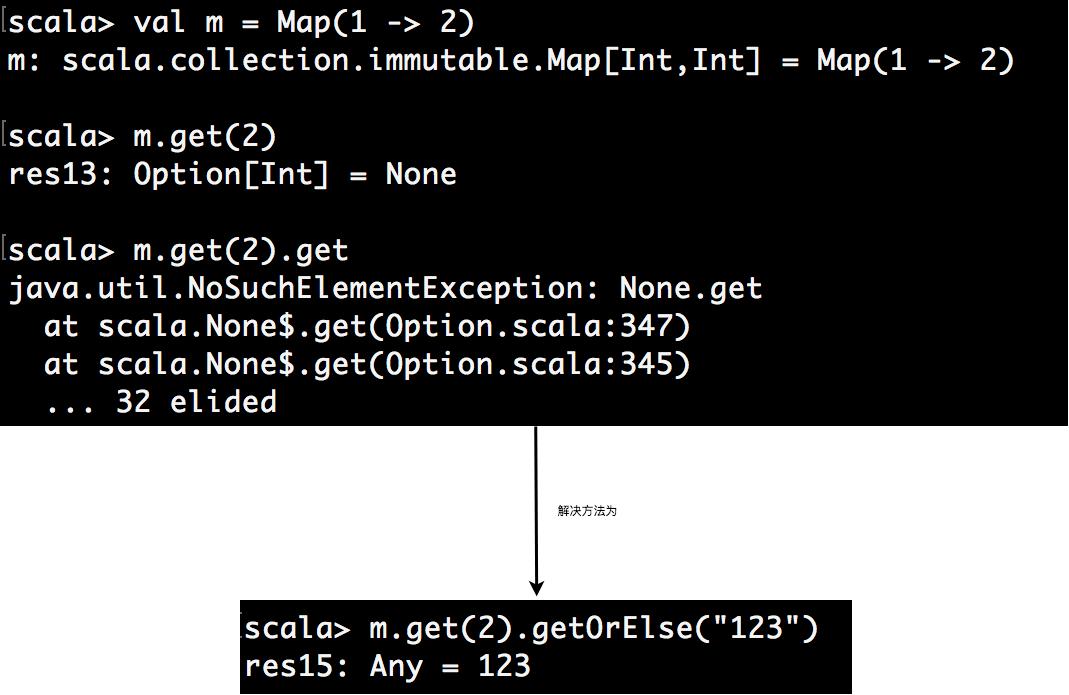 scala> val m = Map(1 -> 2)
m: scala.collection.immutable.Map[Int,Int] = Map(1 -> 2)
scala> m.get(2)
res13: Option[Int] = None
scala> m.get(2).get
java.util.NoSuchElementException: None.get
  at scala.None$.get(Option.scala:347)
  at scala.None$.get(Option.scala:345)
  ... 32 elided
解决方法为
scala> m.get(2).getOrElse("123")
res15: Any = 123